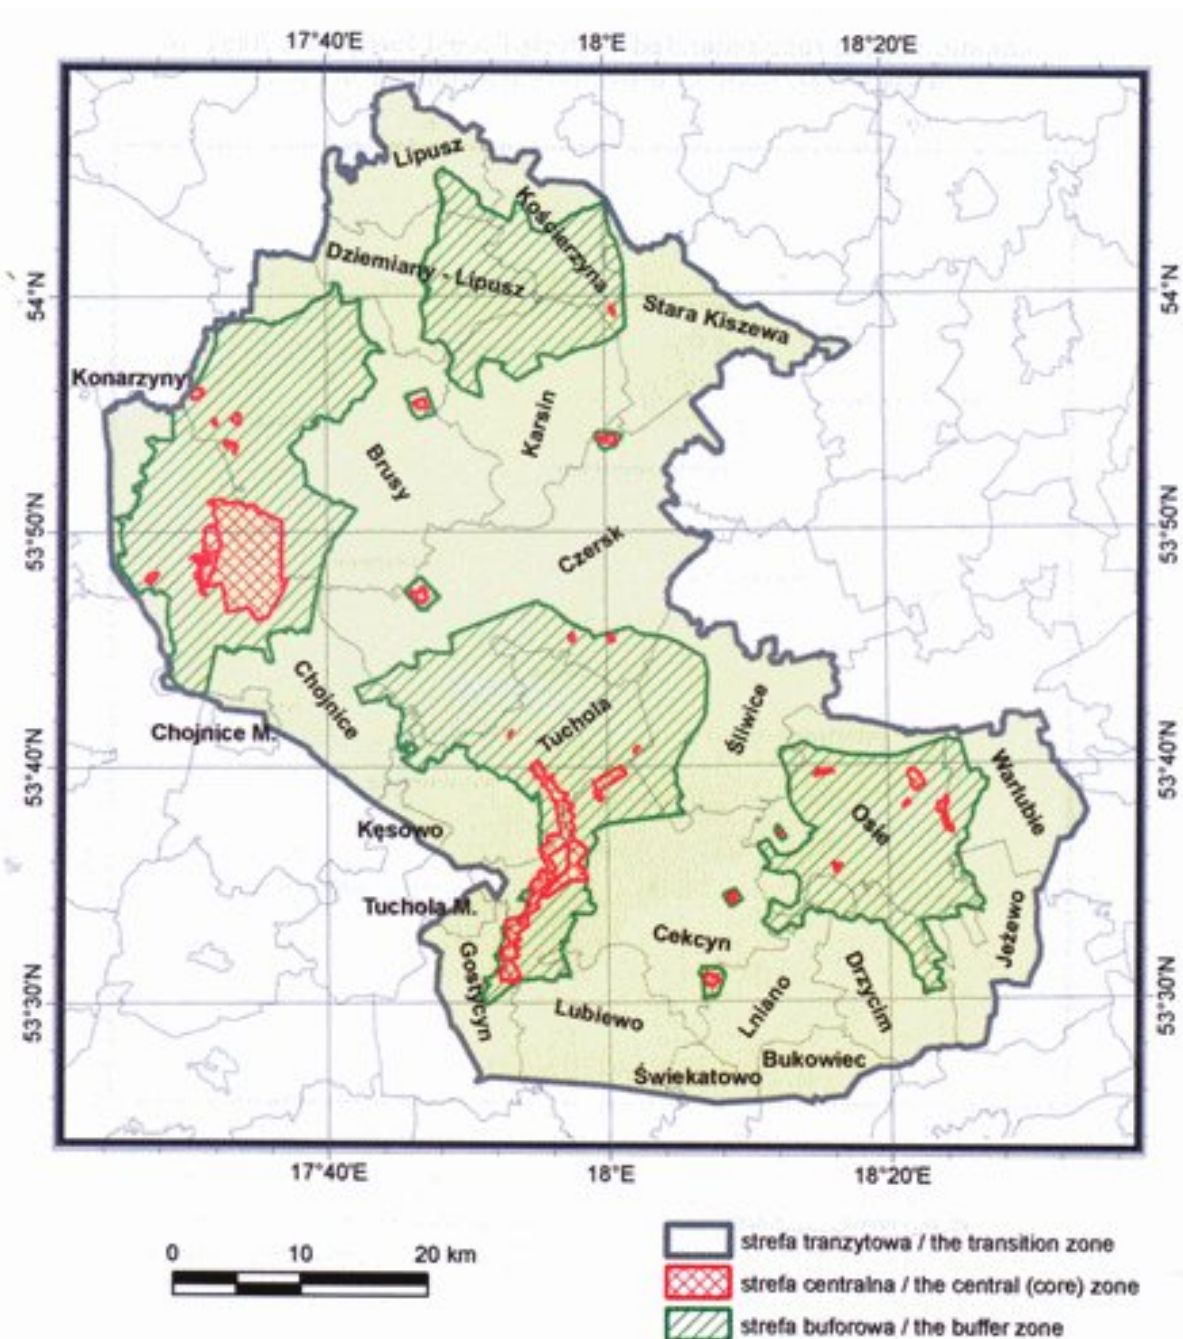 17°40'E 18°E 18°20'E
Lipusz
Kościerzyna
Dziemiany - Lipusz
54°N
54°N
Stara Kiszewa
Konarzyny
Karsin
Brusy
53°50'N
53°50'N
Czersk
Chojnice
Tuchola
Śliwice
Chojnice M.
53°40'N
53°40'N
Warlubie
Osie
Kęsowo
Tuchola M.
Cekcyn
Jeżewo
Gostycyn
Drzycim
53°30'N
53°30'N
Lniano
Lubiewo
Bukowiec
Świekatowo
17°40'E 18°E 18°20'E
0 10 20 km
strefa tranzytowa / the transition zone
strefa centralna / the central (core) zone
strefa buforowa / the buffer zone